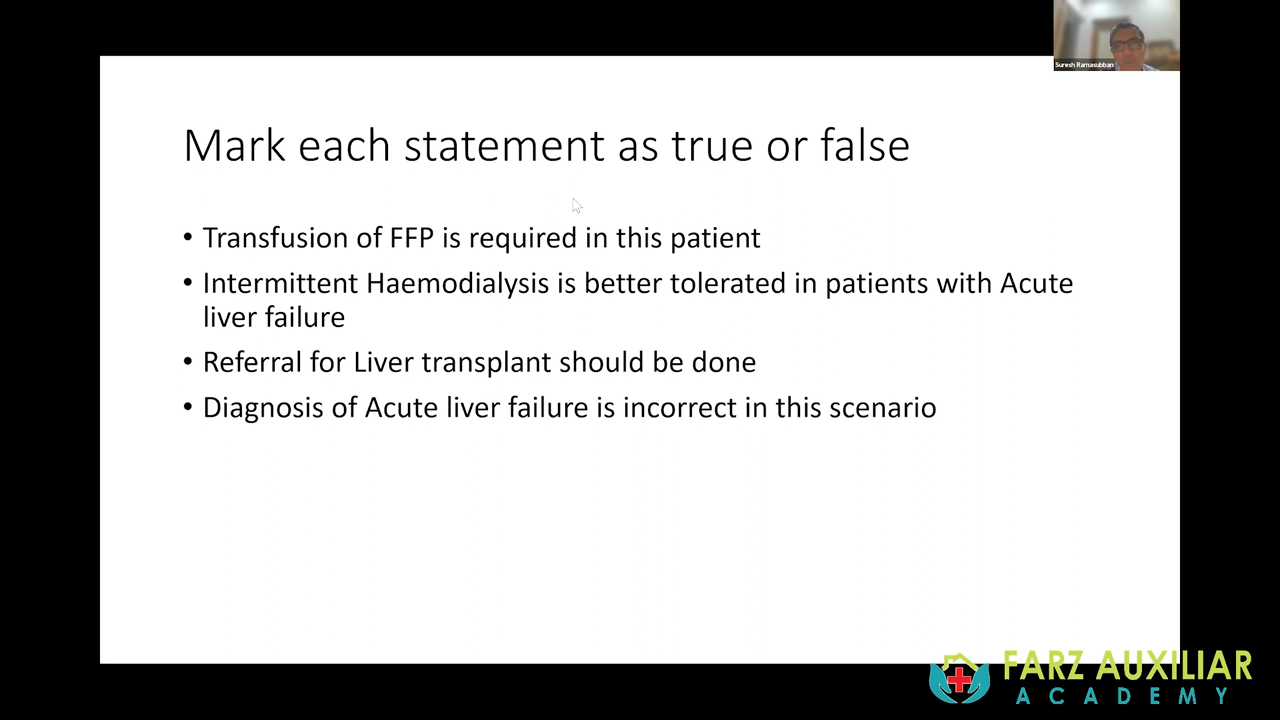 Suresh Ramasubban
Mark each statement as true or false
• Transfusion of FFP is required in this patient
• Intermittent Haemodialysis is better tolerated in patients with Acute
liver failure
• Referral for Liver transplant should be done
• Diagnosis of Acute liver failure is incorrect in this scenario
FARZ AUXILIAR
ACADEMY